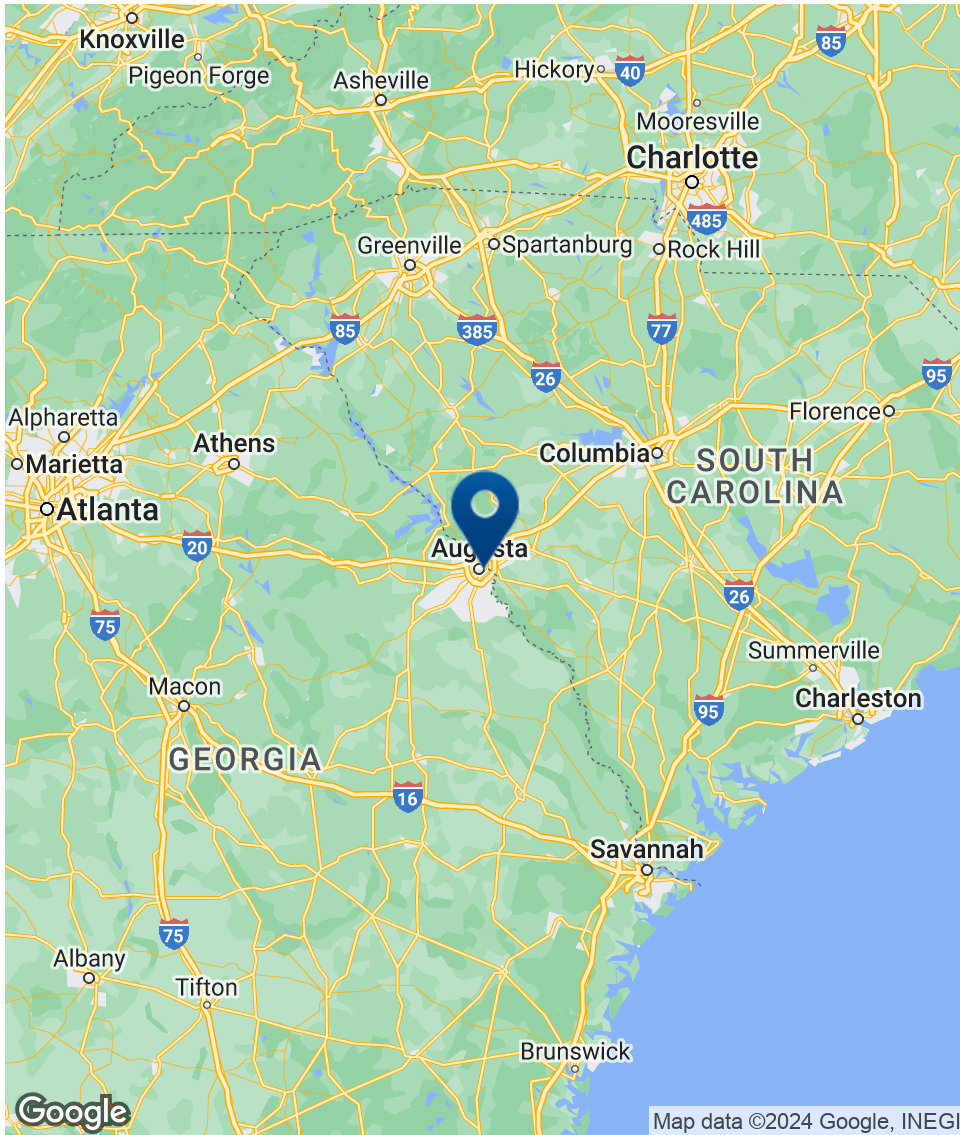 Knoxville
Pigeon Forge
Asheville
Hickory
40
85
Mooresville
Charlotte
485
Greenville
Spartanburg
Rock Hill
85
385
77
26
95
Alpharetta
Athens
Florence
Marietta
Columbia
SOUTH
CAROLINA
Atlanta
20
Augusta
26
75
Summerville
Macon
Charleston
95
GEORGIA
16
Savannah
75
Albany
Tifton
Brunswick
Google
Map data ©2024 Google, INEGI